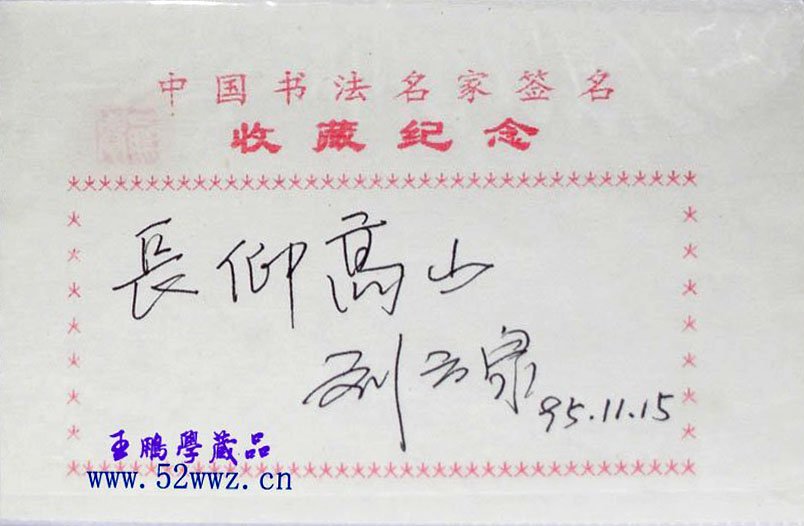 中国书法名家签名
收藏纪念
長仰高山
刘云泉
95.11.15
王鹏學藏品
www.52wwz.cn